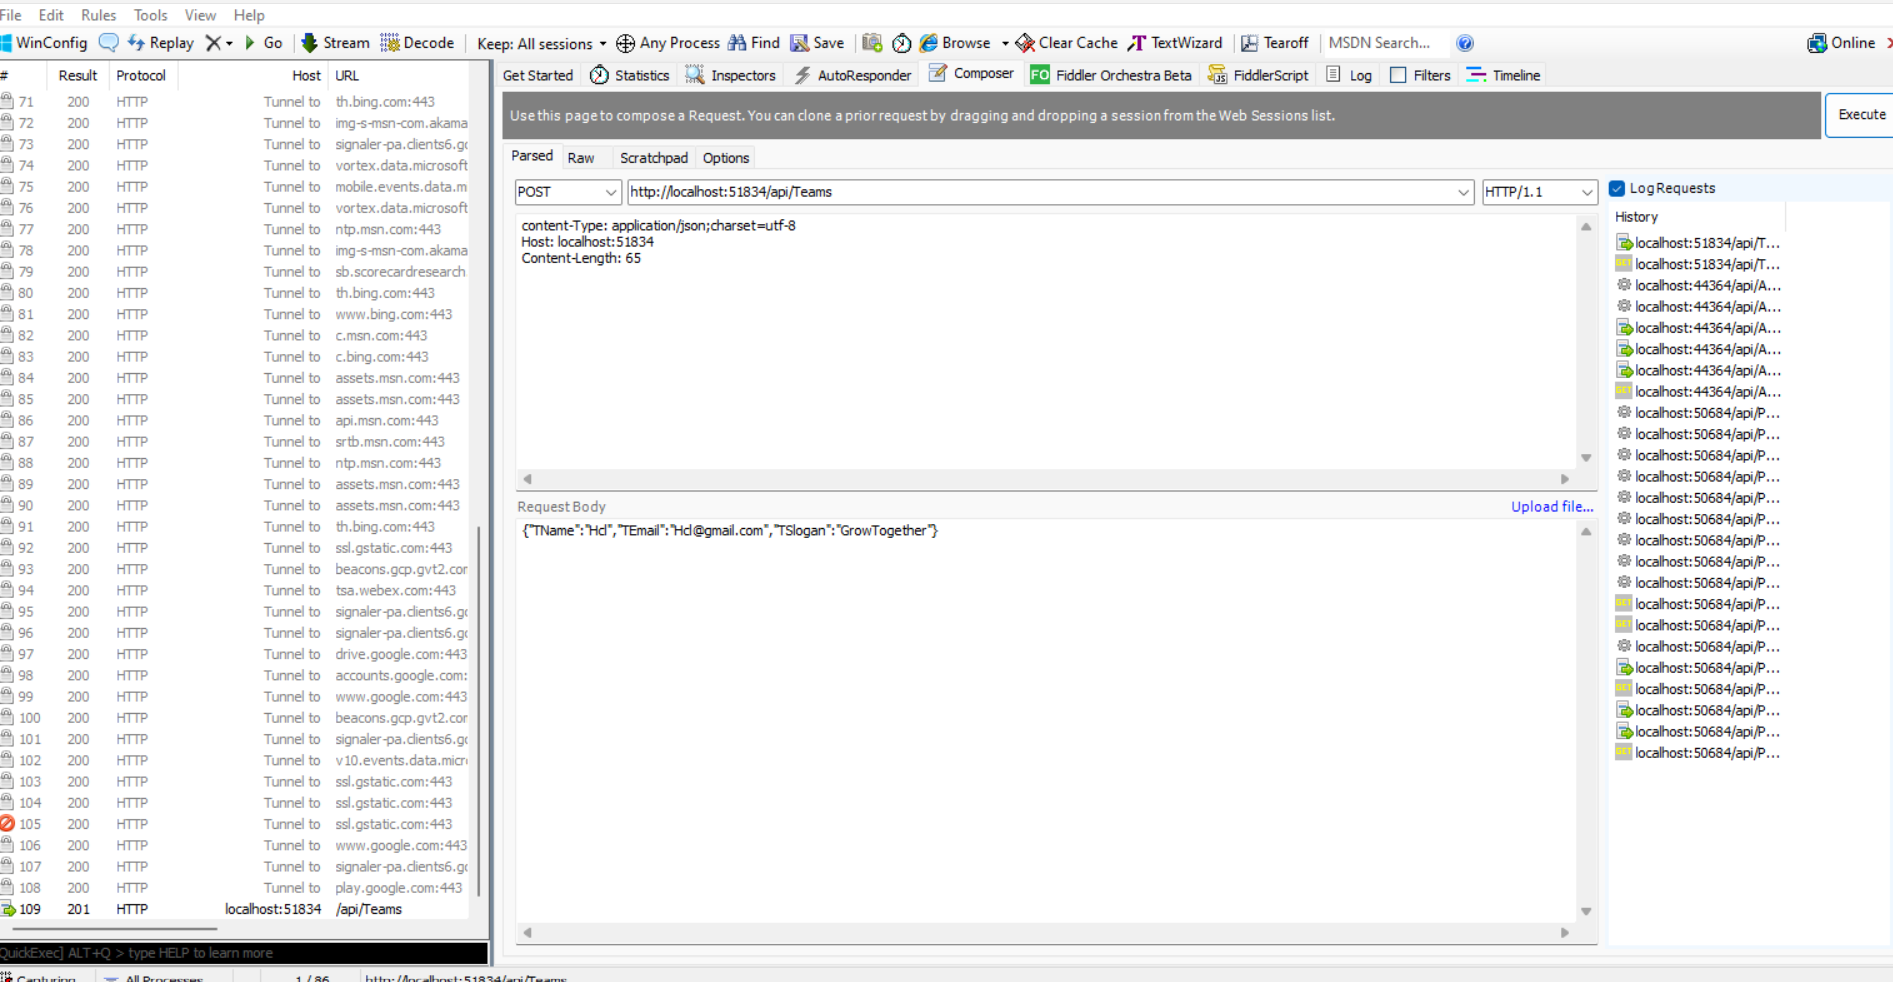 File Edit Rules Tools View Help
WinConfig Replay Go Stream Decode Keep: All sessions Any Process Find Save Browse Clear Cache TextWizard Tearoff MSDN Search... Online
# Result Protocol Host URL
71 200 HTTP Tunnel to th.bing.com:443
72 200 HTTP Tunnel to img-s-msn-com.akama
73 200 HTTP Tunnel to signaler-pa.clients6.go
74 200 HTTP Tunnel to vortex.data.microsoft
75 200 HTTP Tunnel to mobile.events.data.m
76 200 HTTP Tunnel to vortex.data.microsoft
77 200 HTTP Tunnel to ntp.msn.com:443
78 200 HTTP Tunnel to img-s-msn-com.akama
79 200 HTTP Tunnel to sb.scorecardresearch
80 200 HTTP Tunnel to th.bing.com:443
81 200 HTTP Tunnel to www.bing.com:443
82 200 HTTP Tunnel to c.msn.com:443
83 200 HTTP Tunnel to c.bing.com:443
84 200 HTTP Tunnel to assets.msn.com:443
85 200 HTTP Tunnel to assets.msn.com:443
86 200 HTTP Tunnel to api.msn.com:443
87 200 HTTP Tunnel to srtb.msn.com:443
88 200 HTTP Tunnel to ntp.msn.com:443
89 200 HTTP Tunnel to assets.msn.com:443
90 200 HTTP Tunnel to assets.msn.com:443
91 200 HTTP Tunnel to th.bing.com:443
92 200 HTTP Tunnel to ssl.gstatic.com:443
93 200 HTTP Tunnel to beacons.gcp.gvt2.cor
94 200 HTTP Tunnel to tsa.webex.com:443
95 200 HTTP Tunnel to signaler-pa.clients6.go
96 200 HTTP Tunnel to signaler-pa.clients6.go
97 200 HTTP Tunnel to drive.google.com:443
98 200 HTTP Tunnel to accounts.google.com:
99 200 HTTP Tunnel to www.google.com:443
100 200 HTTP Tunnel to beacons.gcp.gvt2.cor
101 200 HTTP Tunnel to signaler-pa.clients6.go
102 200 HTTP Tunnel to v10.events.data.micro
103 200 HTTP Tunnel to ssl.gstatic.com:443
104 200 HTTP Tunnel to ssl.gstatic.com:443
105 200 HTTP Tunnel to ssl.gstatic.com:443
106 200 HTTP Tunnel to www.google.com:443
107 200 HTTP Tunnel to signaler-pa.clients6.go
108 200 HTTP Tunnel to play.google.com:443
109 201 HTTP localhost:51834 /api/Teams
QuickExec] ALT+Q > type HELP to learn more
Capturing All Processes 1 / 86 http://localhost:51834/api/Teams
Get Started Statistics Inspectors AutoResponder Composer FO Fiddler Orchestra Beta FiddlerScript Log Filters Timeline
Use this page to compose a Request. You can clone a prior request by dragging and dropping a session from the Web Sessions list.
Execute
Parsed Raw Scratchpad Options
POST http://localhost:51834/api/Teams HTTP/1.1
content-Type: application/json;charset=utf-8
Host: localhost:51834
Content-Length: 65
Request Body Upload file...
{"TName":"Hcl","TEmail":"Hcl@gmail.com","TSlogan":"GrowTogether"}
Log Requests
History
localhost:51834/api/T...
GET localhost:51834/api/T...
localhost:44364/api/A...
localhost:44364/api/A...
localhost:44364/api/A...
localhost:44364/api/A...
localhost:44364/api/A...
GET localhost:44364/api/A...
localhost:50684/api/P...
localhost:50684/api/P...
localhost:50684/api/P...
localhost:50684/api/P...
localhost:50684/api/P...
localhost:50684/api/P...
localhost:50684/api/P...
localhost:50684/api/P...
localhost:50684/api/P...
GET localhost:50684/api/P...
GET localhost:50684/api/P...
localhost:50684/api/P...
localhost:50684/api/P...
GET localhost:50684/api/P...
localhost:50684/api/P...
localhost:50684/api/P...
GET localhost:50684/api/P...